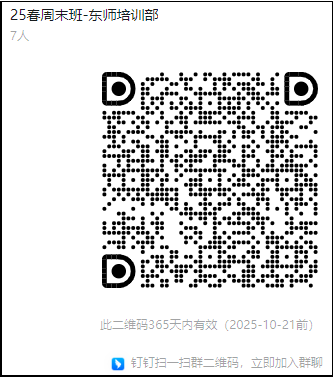 25春周末班-东师培训部
7人
此二维码365天内有效（2025-10-21前）
钉钉扫一扫群二维码，立即加入群聊